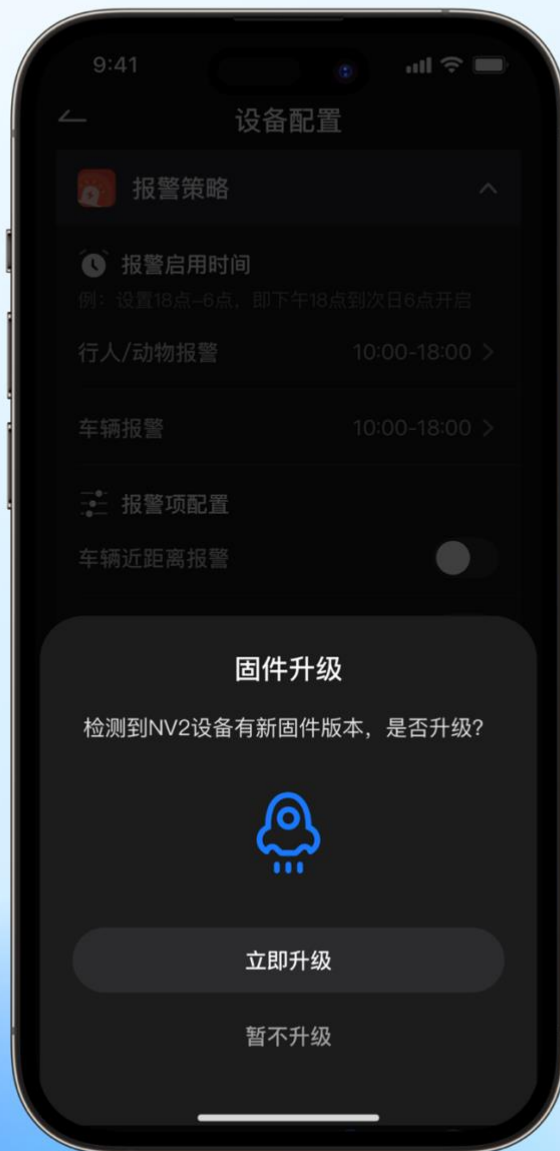 9:41
设备配置
报警策略
报警启用时间
例：设置18点-6点，即下午18点到次日6点开启
行人/动物报警 10:00-18:00
车辆报警 10:00-18:00
报警项配置
车辆近距离报警
固件升级
检测到NV2设备有新固件版本，是否升级？
立即升级
暂不升级